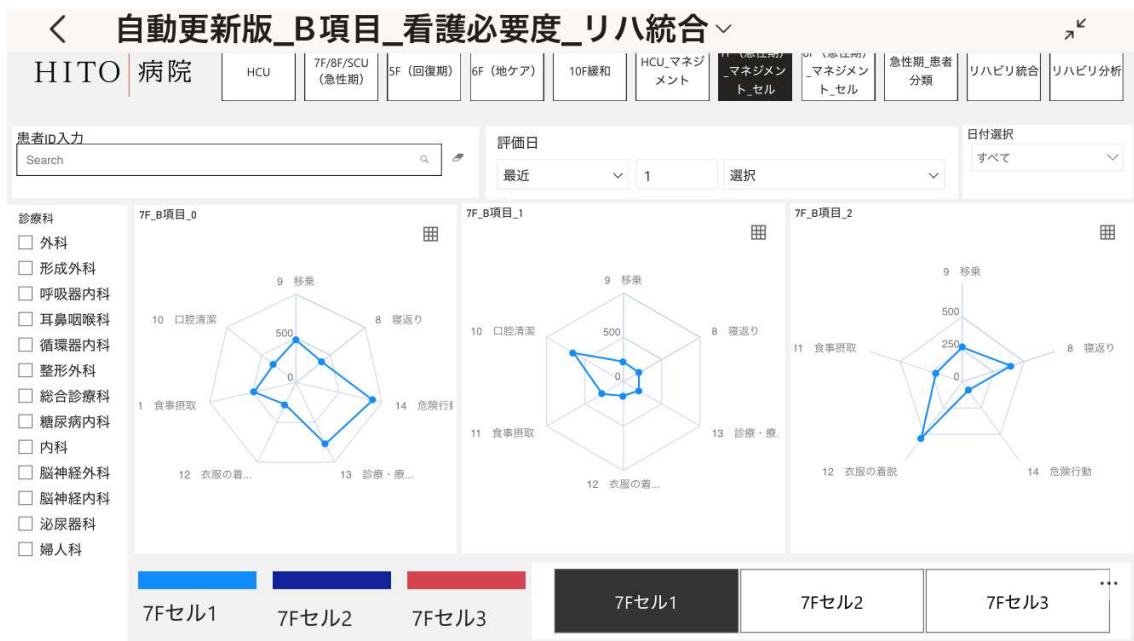 自動更新版_B項目_看護必要度_リハ統合
HITO 病院
HCU
7F/8F/SCU
(急性期)
5F（回復期）
6F（地ケア）
10F緩和
HCU_マネジ
メント
7F（急性期）
_マネジメン
ト_セル
8F（急性期）
_マネジメン
ト_セル
急性期_患者
分類
リハビリ統合
リハビリ分析
患者ID入力
Search
評価日
最近
1
選択
日付選択
すべて
診療科
外科
形成外科
呼吸器内科
耳鼻咽喉科
循環器内科
整形外科
総合診療科
糖尿病内科
内科
脳神経外科
脳神経内科
泌尿器科
婦人科
7F_B項目_0
9 移乗
10 口腔清潔
8 寝返り
500
0
1 食事摂取
14 危険行動
12 衣服の着...
13 診療・療...
7F_B項目_1
9 移乗
10 口腔清潔
500
8 寝返り
0
11 食事摂取
13 診療・療.
12 衣服の着...
7F_B項目_2
9 移乗
500
250
11 食事摂取
8 寝返り
0
12 衣服の着脱
14 危険行動
7Fセル1
7Fセル2
7Fセル3
7Fセル1
7Fセル2
7Fセル3